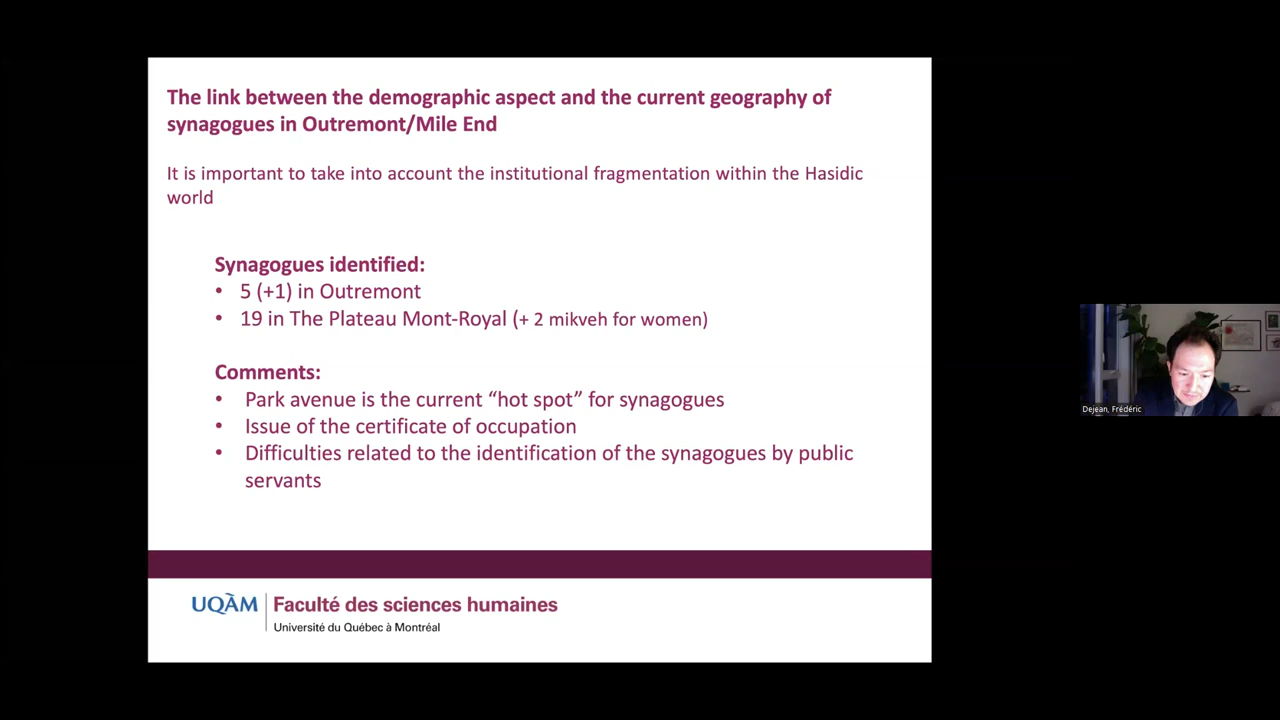 The link between the demographic aspect and the current geography of
synagogues in Outremont/Mile End
It is important to take into account the institutional fragmentation within the Hasidic
world
Synagogues identified:
• 5 (+1) in Outremont
• 19 in The Plateau Mont-Royal (+ 2 mikveh for women)
Comments:
• Park avenue is the current “hot spot” for synagogues
• Issue of the certificate of occupation
• Difficulties related to the identification of the synagogues by public
servants
UQÀM
Faculté des sciences humaines
Université du Québec à Montréal
Dejean, Frédéric